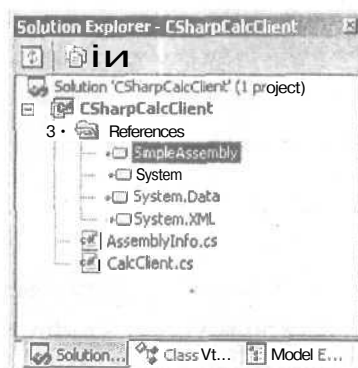 Solution Explorer - CSharpCalcClient
Solution 'CSharpCalcClient' (1 project)
CSharpCalcClient
References
SimpleAssembly
System
System.Data
System.XML
AssemblyInfo.cs
CalcClient.cs
Solution... Class Vt... Model E...